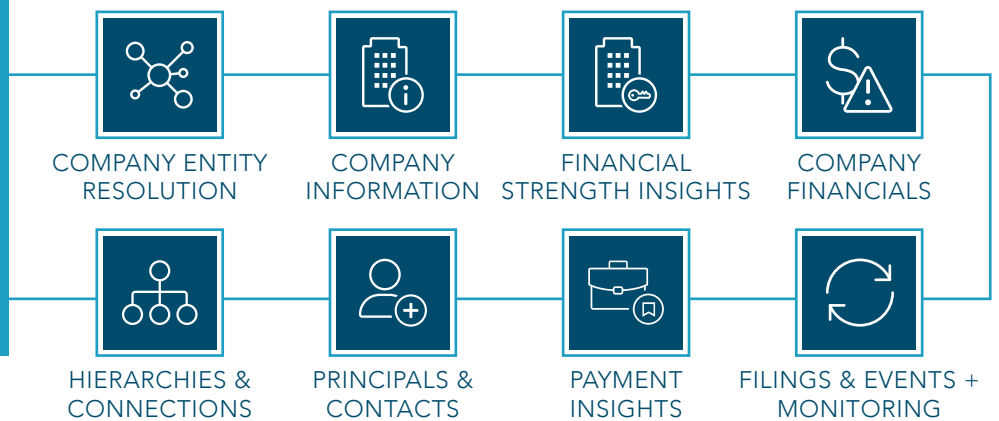 COMPANY ENTITY
RESOLUTION
COMPANY
INFORMATION
FINANCIAL
STRENGTH INSIGHTS
COMPANY
FINANCIALS
HIERARCHIES &
CONNECTIONS
PRINCIPALS &
CONTACTS
PAYMENT
INSIGHTS
FILINGS & EVENTS +
MONITORING